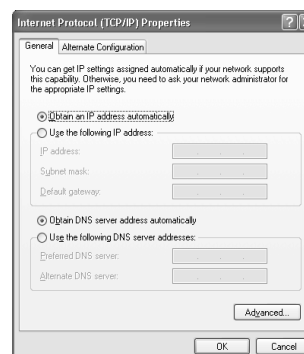 Internet Protocol (TCP/IP) Properties
General
Alternate Configuration
You can get IP settings assigned automatically if your network supports
this capability. Otherwise, you need to ask your network administrator for
the appropriate IP settings.
Obtain an IP address automatically
Use the following IP address:
IP address:
Subnet mask:
Default gateway:
Obtain DNS server address automatically
Use the following DNS server addresses:
Preferred DNS server:
Alternate DNS server:
Advanced...
OK
Cancel